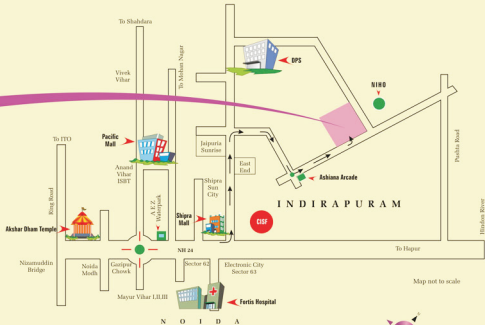 To Shahdara
To Mohan Nagar
DPS
NIHO
Vivek
Vihar
To ITO
Pacific
Mall
Jaipuria
Sunrise
Pushta Road
Anand
Vihar
ISBT
East
End
Ashiana Arcade
Ring Road
A E Z
Waterpark
Shipra
Sun
City
INDIRAPURAM
Shipra
Mall
CISF
Hindon River
Akshar Dham Temple
NH 24
To Hapur
Nizamuddin
Bridge
Noida
Modh
Gazipur
Chowk
Sector 62
Electronic City
Sector 63
Map not to scale
Mayur Vihar I,II,III
Fortis Hospital
NOIDA